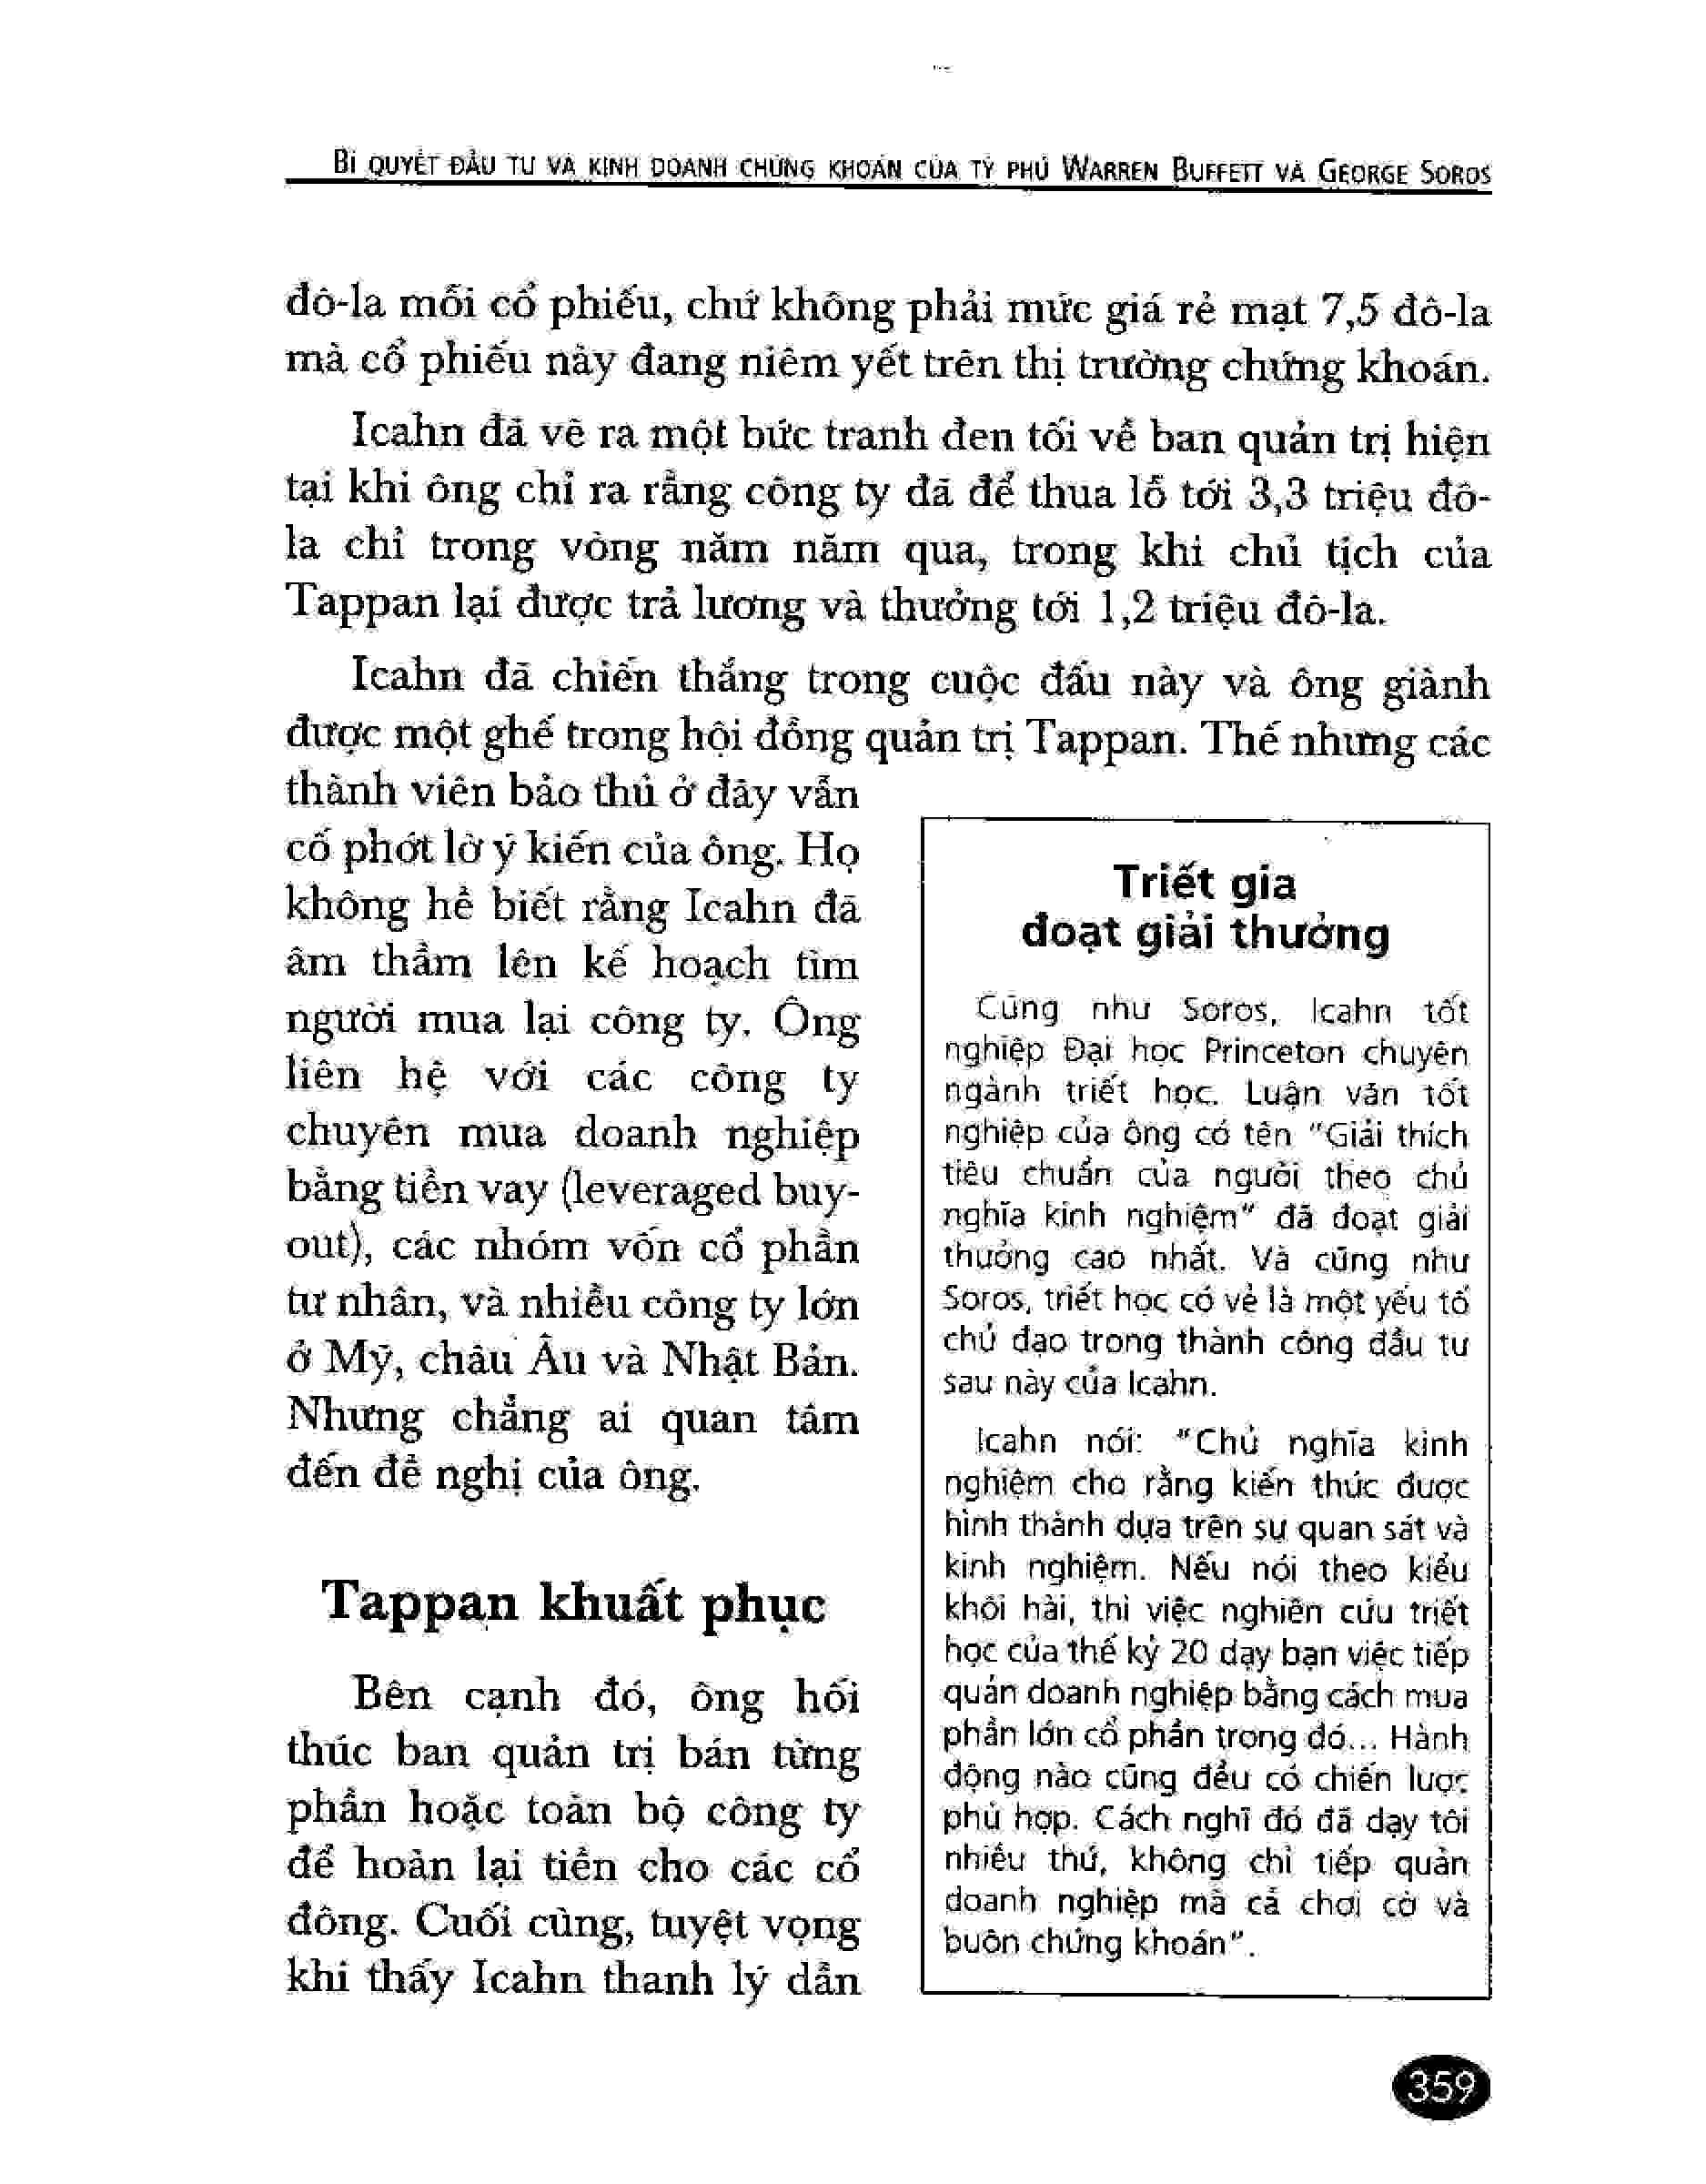 BÍ QUYẾT ĐẦU TƯ VÀ KINH DOANH CHỨNG KHOÁN CỦA TỶ PHÚ WARREN BUFFETT VÀ GEORGE SOROS
đô-la mỗi cổ phiếu, chứ không phải mức giá rẻ mạt 7,5 đô-la
mà cổ phiếu này đang niêm yết trên thị trường chứng khoán.
Icahn đã vẽ ra một bức tranh đen tối về ban quản trị hiện
tại khi ông chỉ ra rằng công ty đã để thua lỗ tới 3,3 triệu đô-
la chỉ trong vòng năm năm qua, trong khi chủ tịch của
Tappan lại được trả lương và thưởng tới 1,2 triệu đô-la.
Icahn đã chiến thắng trong cuộc đấu này và ông giành
được một ghế trong hội đồng quản trị Tappan. Thế nhưng các
thành viên bảo thủ ở đây vẫn
cố phớt lờ ý kiến của ông. Họ
không hề biết rằng Icahn đã
âm thầm lên kế hoạch tìm
người mua lại công ty. Ông
liên hệ với các công ty
chuyên mua doanh nghiệp
bằng tiền vay (leveraged buy-
out), các nhóm vốn cổ phần
tư nhân, và nhiều công ty lớn
ở Mỹ, châu Âu và Nhật Bản.
Nhưng chẳng ai quan tâm
đến đề nghị của ông.
Tappan khuất phục
Bên cạnh đó, ông hối
thúc ban quản trị bán từng
phần hoặc toàn bộ công ty
để hoàn lại tiền cho các cổ
đông. Cuối cùng, tuyệt vọng
khi thấy Icahn thanh lý dần
Triết gia
đoạt giải thưởng
Cũng như Soros, Icahn tốt
nghiệp Đại học Princeton chuyên
ngành triết học. Luận văn tốt
nghiệp của ông có tên "Giải thích
tiêu chuẩn của người theo chủ
nghĩa kinh nghiệm" đã đoạt giải
thưởng cao nhất. Và cũng như
Soros, triết học có vẻ là một yếu tố
chủ đạo trong thành công đầu tư
sau này của Icahn.
Icahn nói: "Chủ nghĩa kinh
nghiệm cho rằng kiến thức được
hình thành dựa trên sự quan sát và
kinh nghiệm. Nếu nói theo kiểu
khôi hài, thì việc nghiên cứu triết
học của thế kỷ 20 dạy bạn việc tiếp
quản doanh nghiệp bằng cách mua
phần lớn cổ phần trong đó... Hành
động nào cũng đều có chiến lược
phù hợp. Cách nghĩ đó đã dạy tôi
nhiều thứ, không chỉ tiếp quản
doanh nghiệp mà cả chơi cờ và
buôn chứng khoán".
359